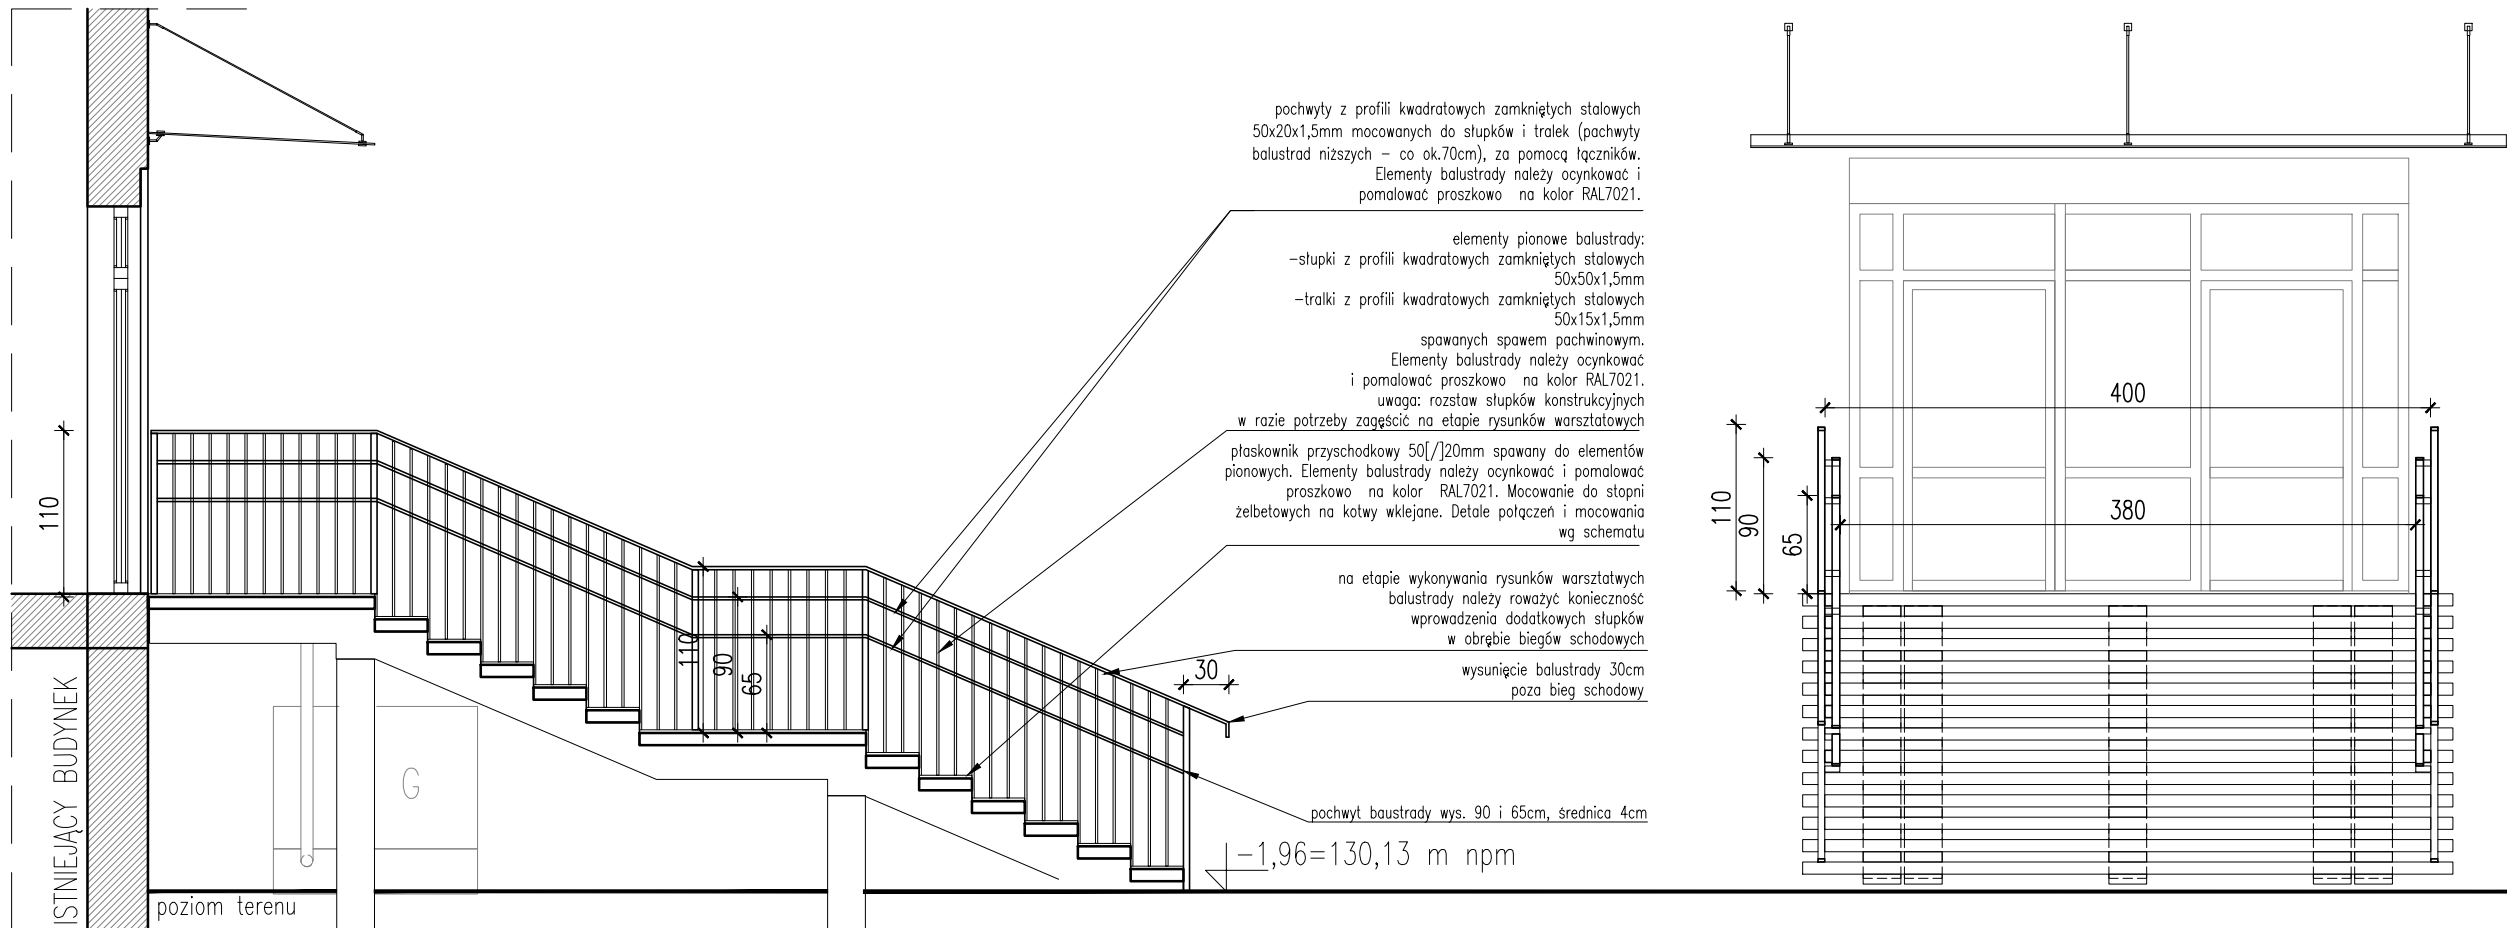 pochwyty z profili kwadratowych zamkniętych stalowych
50x20x1,5mm mocowanych do słupków i tralek (pachwyty
balustrad niższych – co ok.70cm), za pomocą łączników.
Elementy balustrady należy ocynkować i
pomalować proszkowo na kolor RAL7021.
elementy pionowe balustrady:
-słupki z profili kwadratowych zamkniętych stalowych
50x50x1,5mm
-tralki z profili kwadratowych zamkniętych stalowych
50x15x1,5mm
spawanych spawem pachwinowym.
Elementy balustrady należy ocynkować
i pomalować proszkowo na kolor RAL7021.
uwaga: rozstaw słupków konstrukcyjnych
w razie potrzeby zagęścić na etapie rysunków warsztatowych
płaskownik przyschodkowy 50[/]20mm spawany do elementów
pionowych. Elementy balustrady należy ocynkować i pomalować
proszkowo na kolor RAL7021. Mocowanie do stopni
żelbetowych na kotwy wklejane. Detale połączeń i mocowania
wg schematu
na etapie wykonywania rysunków warsztatwych
balustrady należy roważyć konieczność
wprowadzenia dodatkowych słupków
w obrębie biegów schodowych
wysunięcie balustrady 30cm
poza bieg schodowy
30
pochwyt baustrady wys. 90 i 65cm, średnica 4cm
-1,96=130,13 m npm
110
110
90
65
G
ISTNIEJĄCY BUDYNEK
poziom terenu
400
380
110
90
65